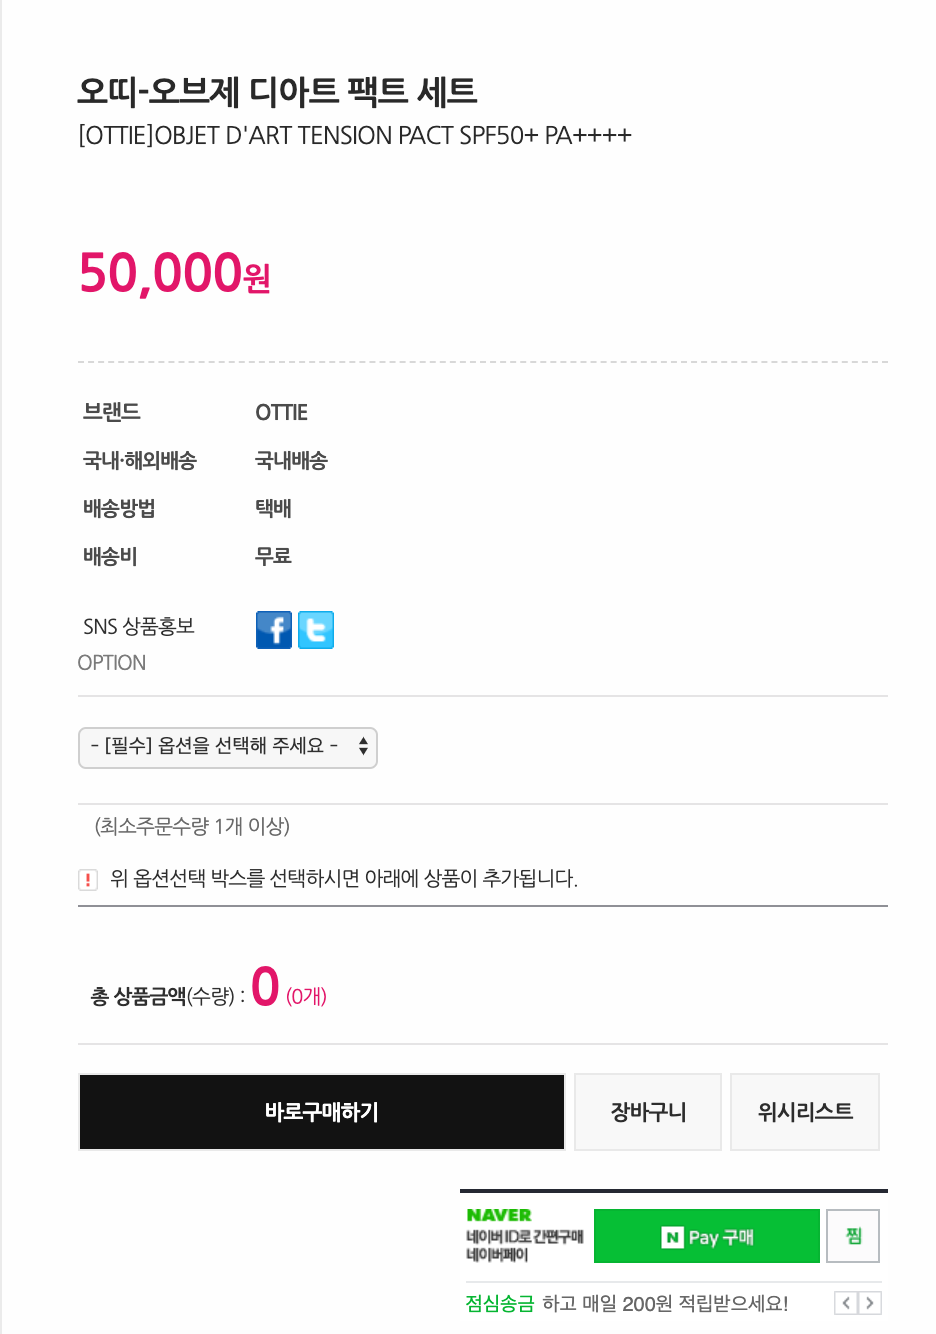 오띠-오브제 디아트 팩트 세트
[OTTIE]OBJET D'ART TENSION PACT SPF50+ PA++++
50,000원
브랜드 OTTIE
국내·해외배송 국내배송
배송방법 택배
배송비 무료
SNS 상품홍보
OPTION
- [필수] 옵션을 선택해 주세요 -
(최소주문수량 1개 이상)
위 옵션선택 박스를 선택하시면 아래에 상품이 추가됩니다.
총 상품금액(수량) : 0 (0개)
바로구매하기 장바구니 위시리스트
NAVER
네이버 ID로 간편구매
네이버페이
N Pay 구매 찜
점심송금 하고 매일 200원 적립받으세요!